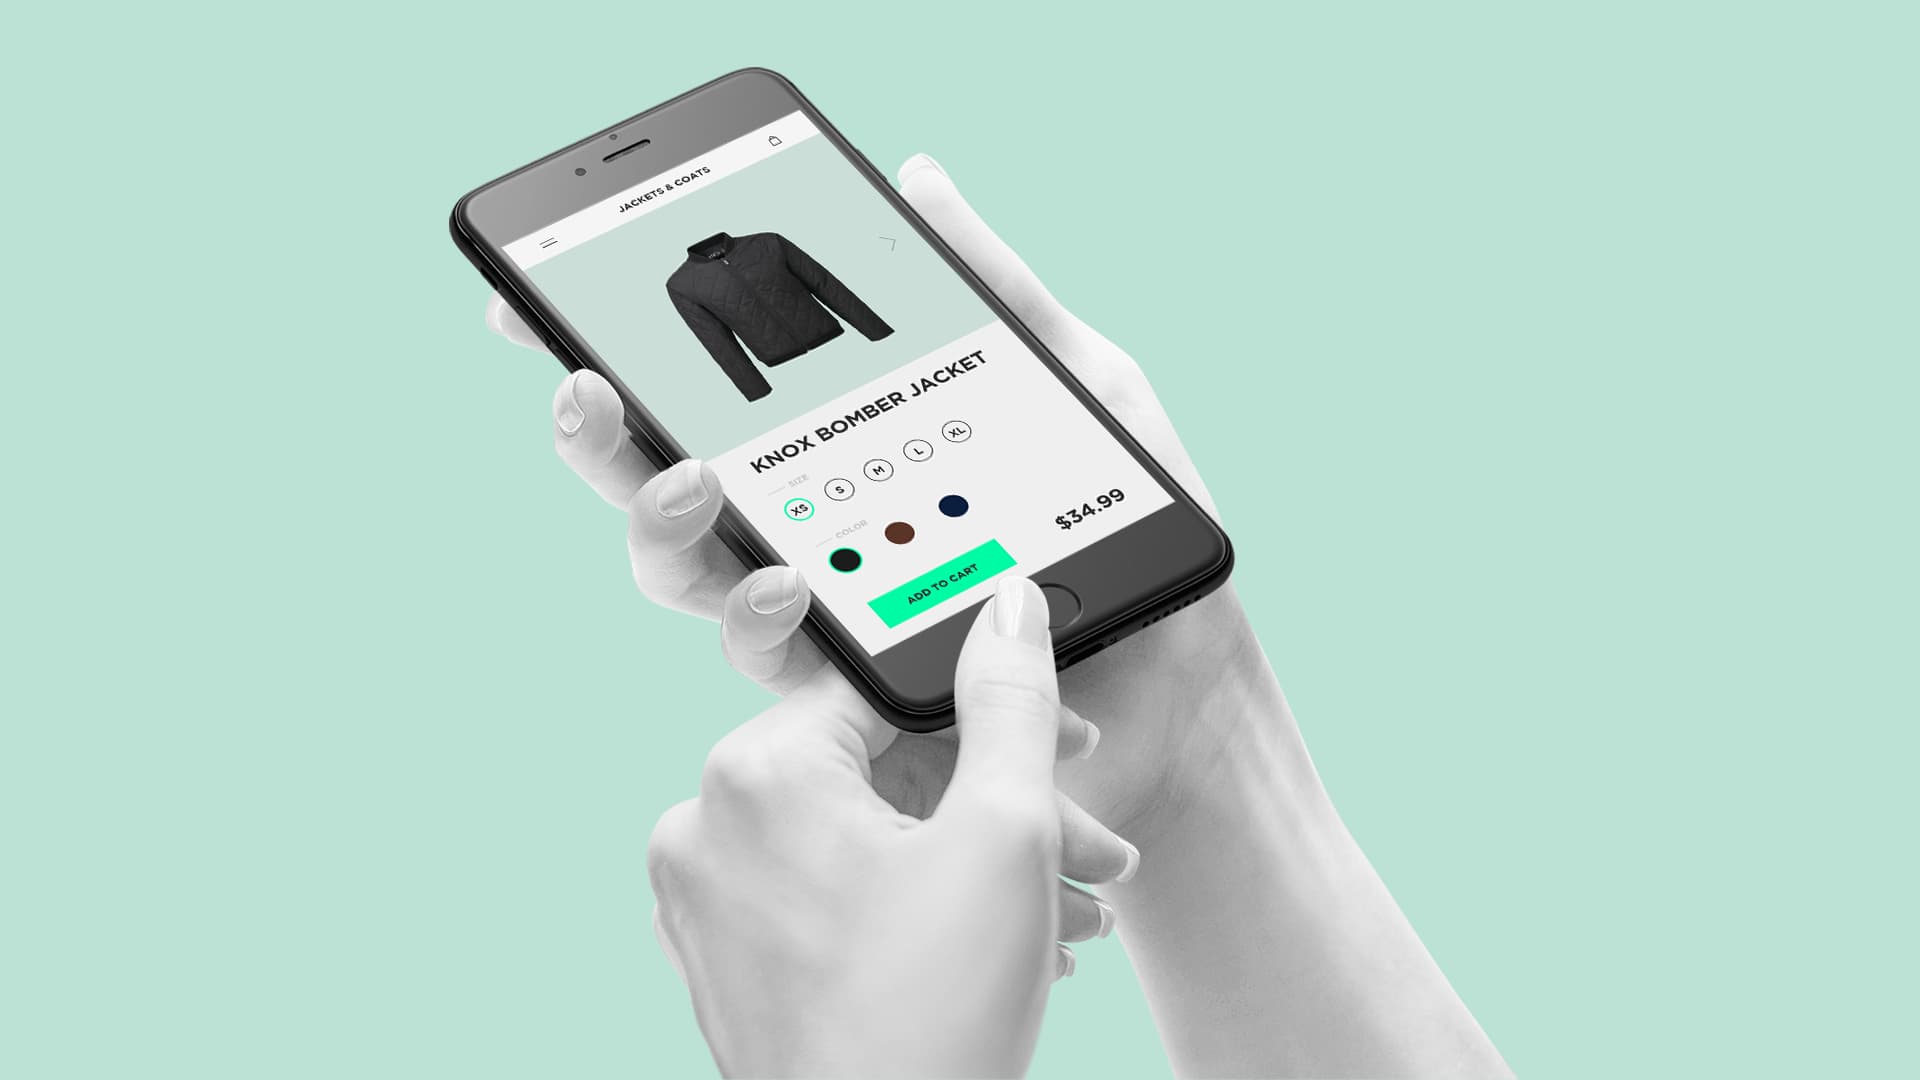 JACKETS & COATS
KNOX BOMBER JACKET
SIZE
XS S M L XL
COLOR
$34.99
ADD TO CART